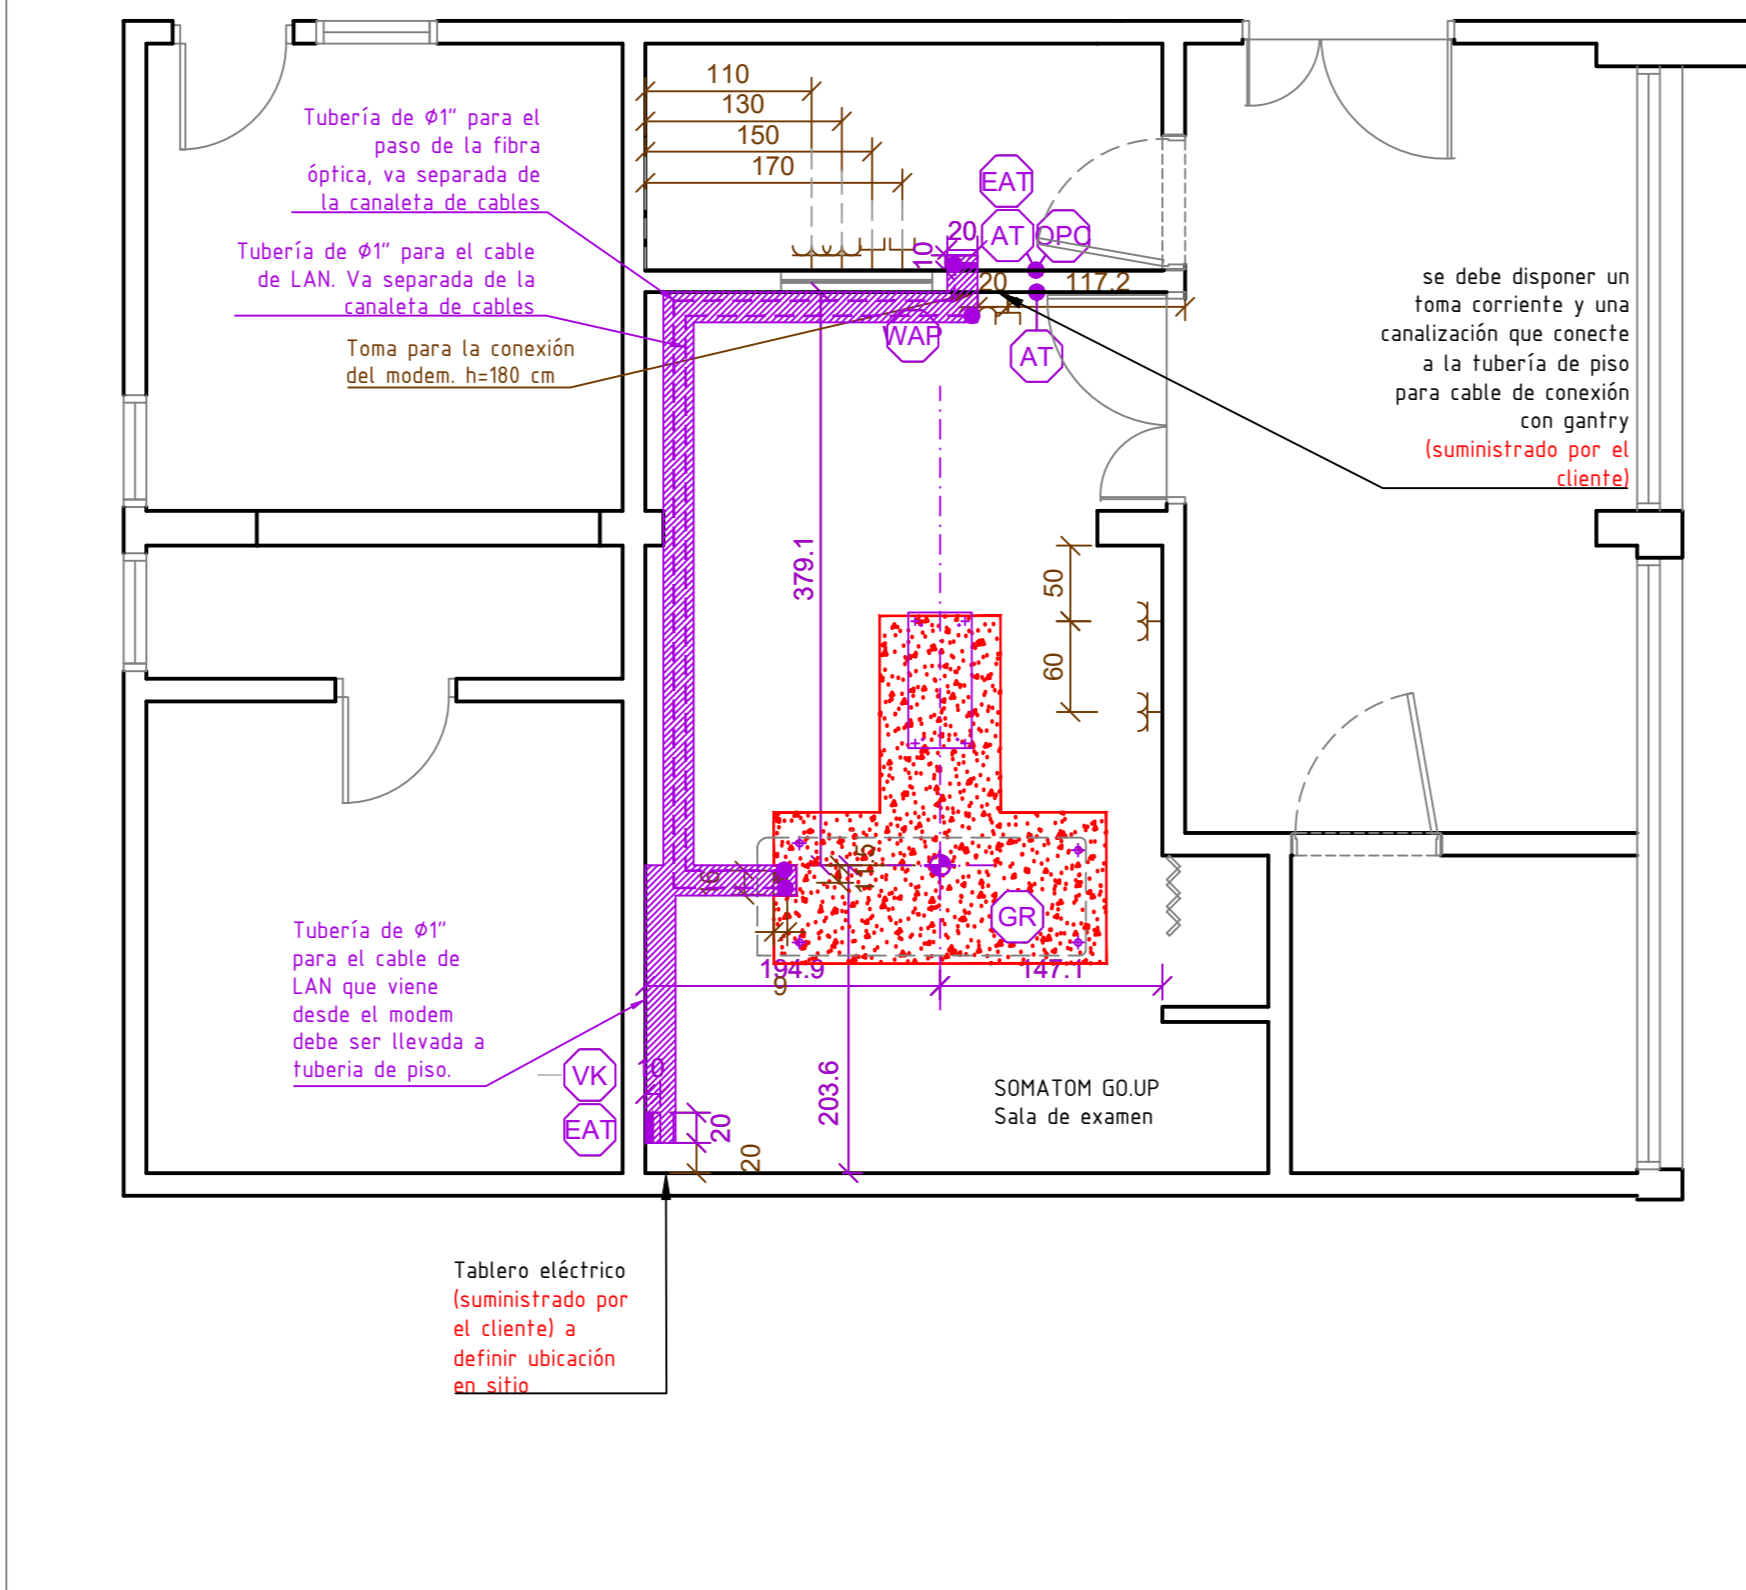 110
130
150
170
Tubería de Ø1" para el
paso de la fibra
óptica, va separada de
la canaleta de cables
Tubería de Ø1" para el cable
de LAN. Va separada de la
canaleta de cables
Toma para la conexión
del modem. h=180 cm
EAT
AT
OPC
20
10
20
117.2
WAP
AT
se debe disponer un
toma corriente y una
canalización que conecte
a la tubería de piso
para cable de conexión
con gantry
(suministrado por el
cliente)
379.1
50
60
16
11.5
GR
194.9
147.1
9
Tubería de Ø1"
para el cable de
LAN que viene
desde el modem
debe ser llevada a
tuberia de piso.
VK
EAT
10
20
20
203.6
SOMATOM GO.UP
Sala de examen
Tablero eléctrico
(suministrado por
el cliente) a
definir ubicación
en sitio